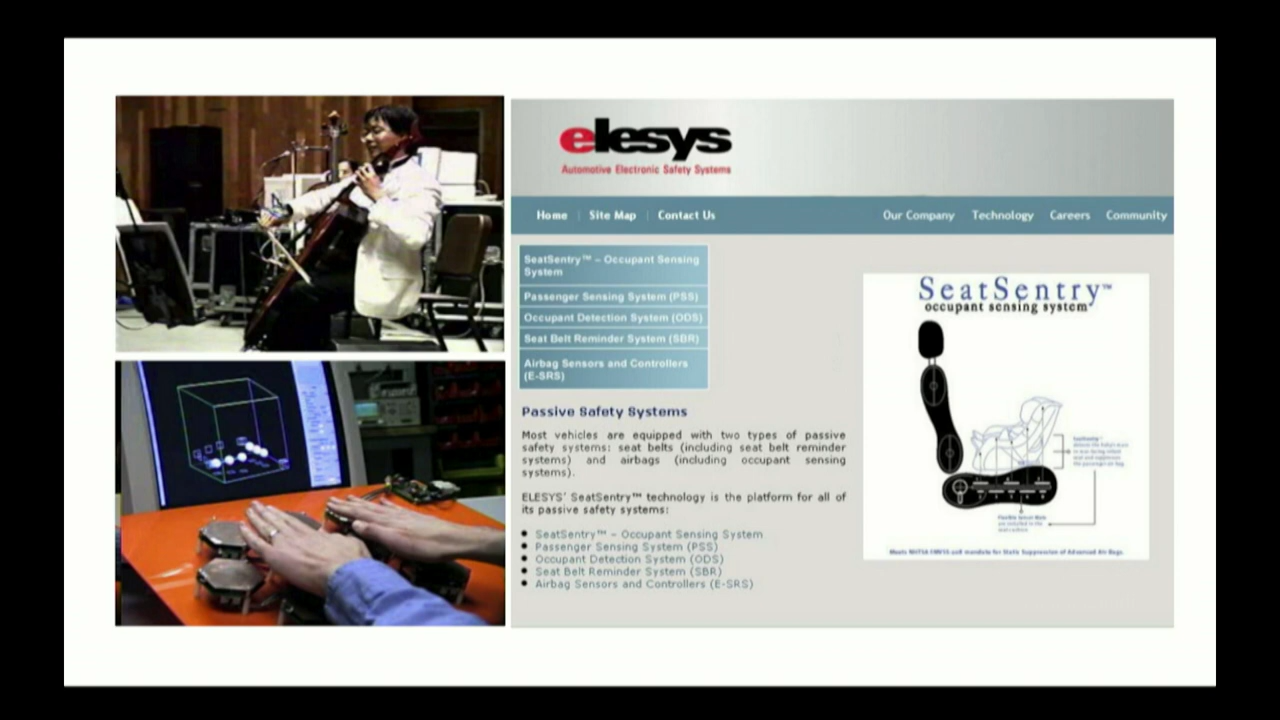 elesys
Automotive Electronic Safety Systems
Home | Site Map | Contact Us
Our Company Technology Careers Community
SeatSentry™ – Occupant Sensing
System
Passenger Sensing System (PSS)
Occupant Detection System (ODS)
Seat Belt Reminder System (SBR)
Airbag Sensors and Controllers
(E-SRS)
Passive Safety Systems
Most vehicles are equipped with two types of passive
safety systems: seat belts (including seat belt reminder
systems) and airbags (including occupant sensing
systems).
ELESYS' SeatSentry™ technology is the platform for all of
its passive safety systems:
SeatSentry™ – Occupant Sensing System
Passenger Sensing System (PSS)
Occupant Detection System (ODS)
Seat Belt Reminder System (SBR)
Airbag Sensors and Controllers (E-SRS)
SeatSentry™
occupant sensing system